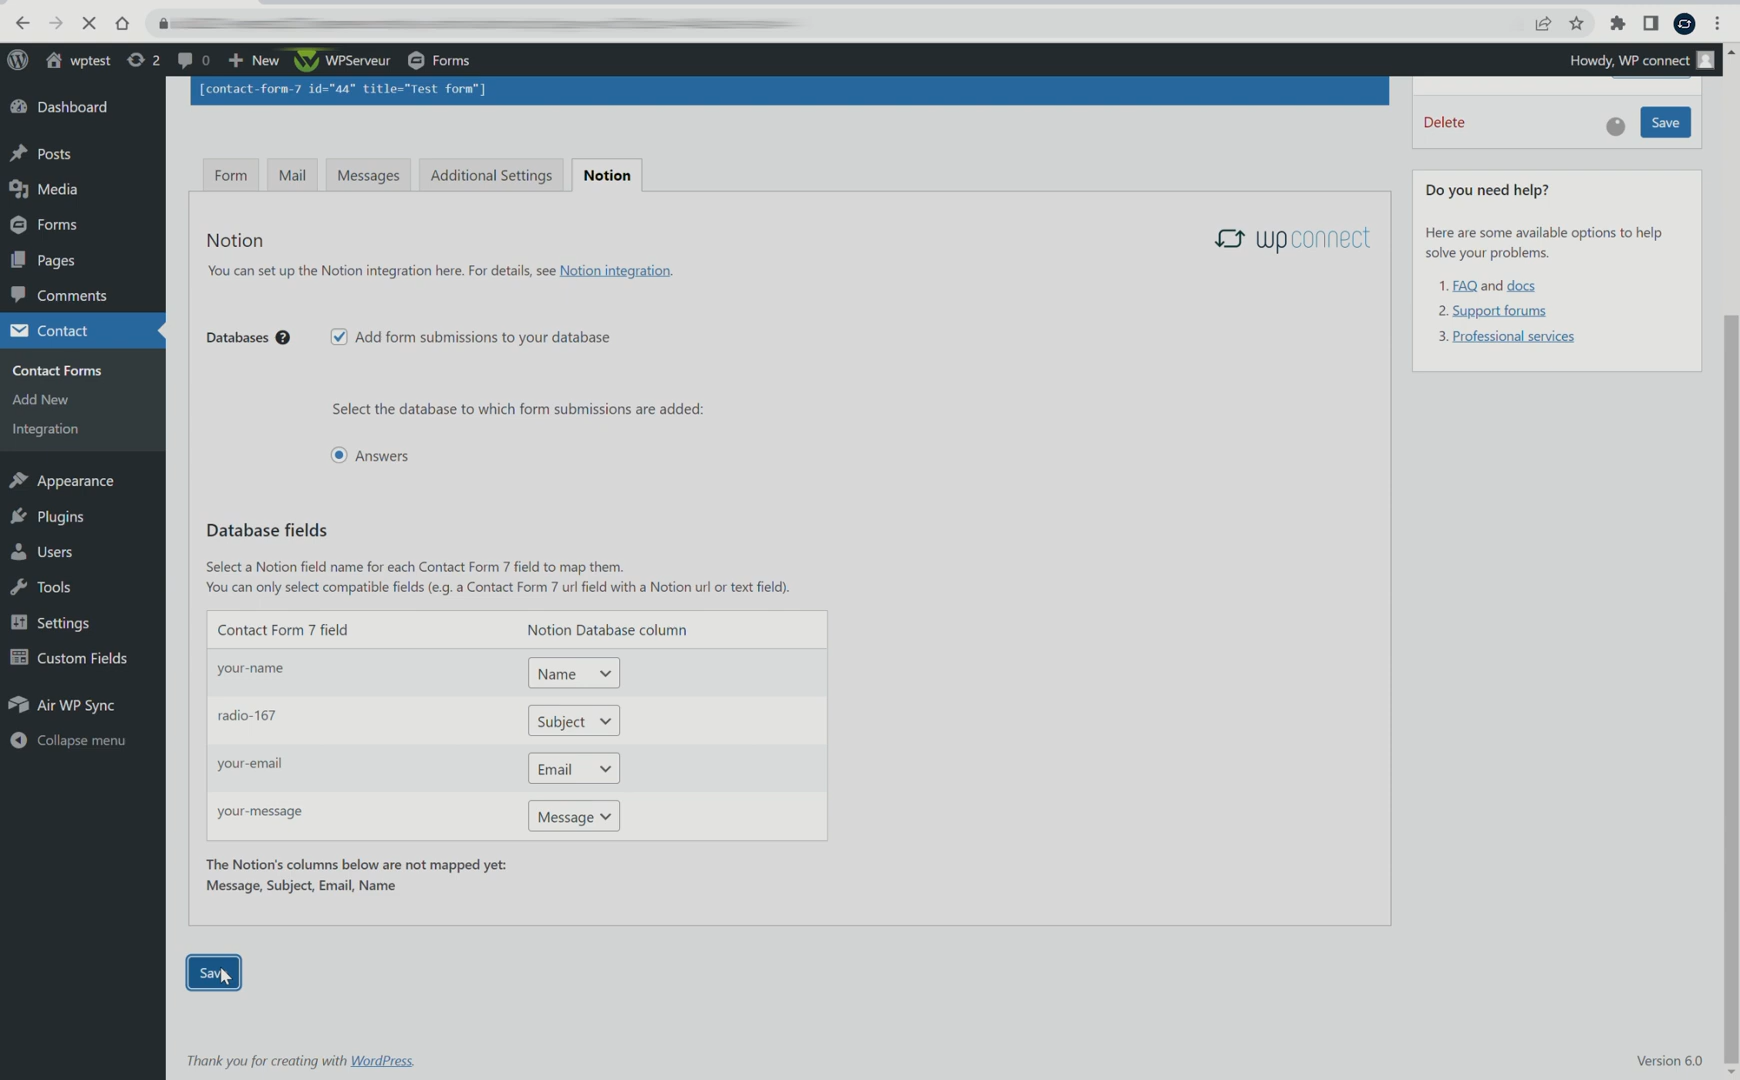 wptest
2
0
New
WPServeur
Forms
Howdy, WP connect
Dashboard
Posts
Media
Forms
Pages
Comments
Contact
Contact Forms
Add New
Integration
Appearance
Plugins
Users
Tools
Settings
Custom Fields
Air WP Sync
Collapse menu
[contact-form-7 id="44" title="Test form"]
Form
Mail
Messages
Additional Settings
Notion
Notion
wpconnect
You can set up the Notion integration here. For details, see Notion integration.
Databases ?
Add form submissions to your database
Select the database to which form submissions are added:
Answers
Database fields
Select a Notion field name for each Contact Form 7 field to map them.
You can only select compatible fields (e.g. a Contact Form 7 url field with a Notion url or text field).
Contact Form 7 field
Notion Database column
your-name
Name
radio-167
Subject
your-email
Email
your-message
Message
The Notion's columns below are not mapped yet:
Message, Subject, Email, Name
Delete
Save
Do you need help?
Here are some available options to help
solve your problems.
1. FAQ and docs
2. Support forums
3. Professional services
Save
Thank you for creating with WordPress.
Version 6.0